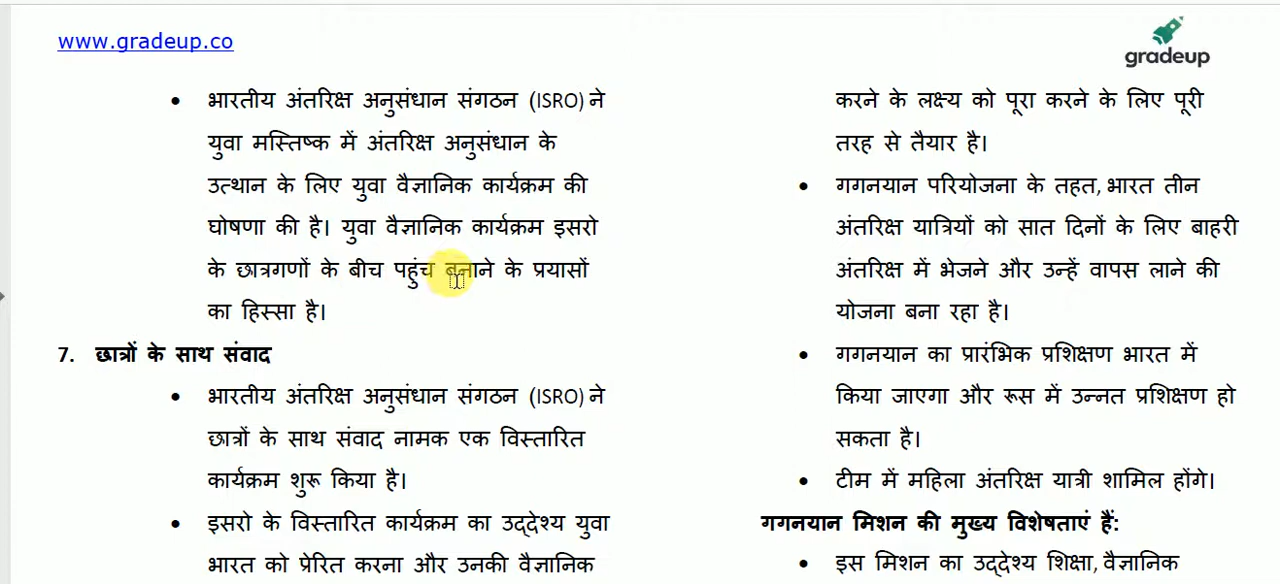 www.gradeup.co
gradeup
• भारतीय अंतरिक्ष अनुसंधान संगठन (ISRO) ने
युवा मस्तिष्क में अंतरिक्ष अनुसंधान के
उत्थान के लिए युवा वैज्ञानिक कार्यक्रम की
घोषणा की है। युवा वैज्ञानिक कार्यक्रम इसरो
के छात्रगणों के बीच पहुंच बनाने के प्रयासों
का हिस्सा है।
7. छात्रों के साथ संवाद
• भारतीय अंतरिक्ष अनुसंधान संगठन (ISRO) ने
छात्रों के साथ संवाद नामक एक विस्तारित
कार्यक्रम शुरू किया है।
• इसरो के विस्तारित कार्यक्रम का उद्देश्य युवा
भारत को प्रेरित करना और उनकी वैज्ञानिक
करने के लक्ष्य को पूरा करने के लिए पूरी
तरह से तैयार है।
• गगनयान परियोजना के तहत, भारत तीन
अंतरिक्ष यात्रियों को सात दिनों के लिए बाहरी
अंतरिक्ष में भेजने और उन्हें वापस लाने की
योजना बना रहा है।
• गगनयान का प्रारंभिक प्रशिक्षण भारत में
किया जाएगा और रूस में उन्नत प्रशिक्षण हो
सकता है।
• टीम में महिला अंतरिक्ष यात्री शामिल होंगे।
गगनयान मिशन की मुख्य विशेषताएं हैं:
• इस मिशन का उद्देश्य शिक्षा, वैज्ञानिक